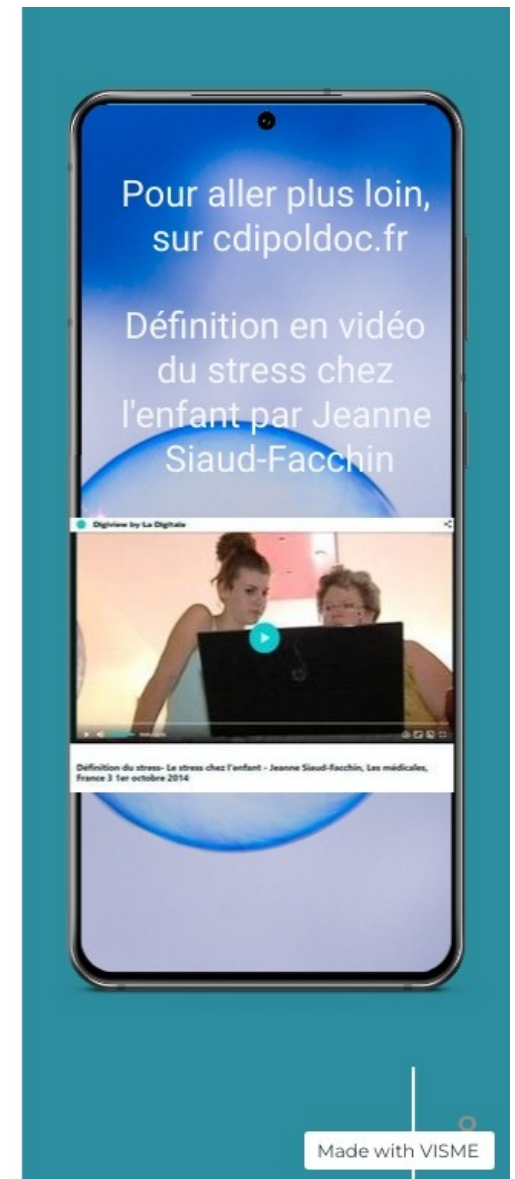 Pour aller plus loin,
sur cdipoldoc.fr
Définition en vidéo
du stress chez
l'enfant par Jeanne
Siaud-Facchin
Digiview by La Digitale
Définition du stress- Le stress chez l'enfant - Jeanne Siaud-Facchin, Les médicales,
France 3 1er octobre 2014
Made with VISME